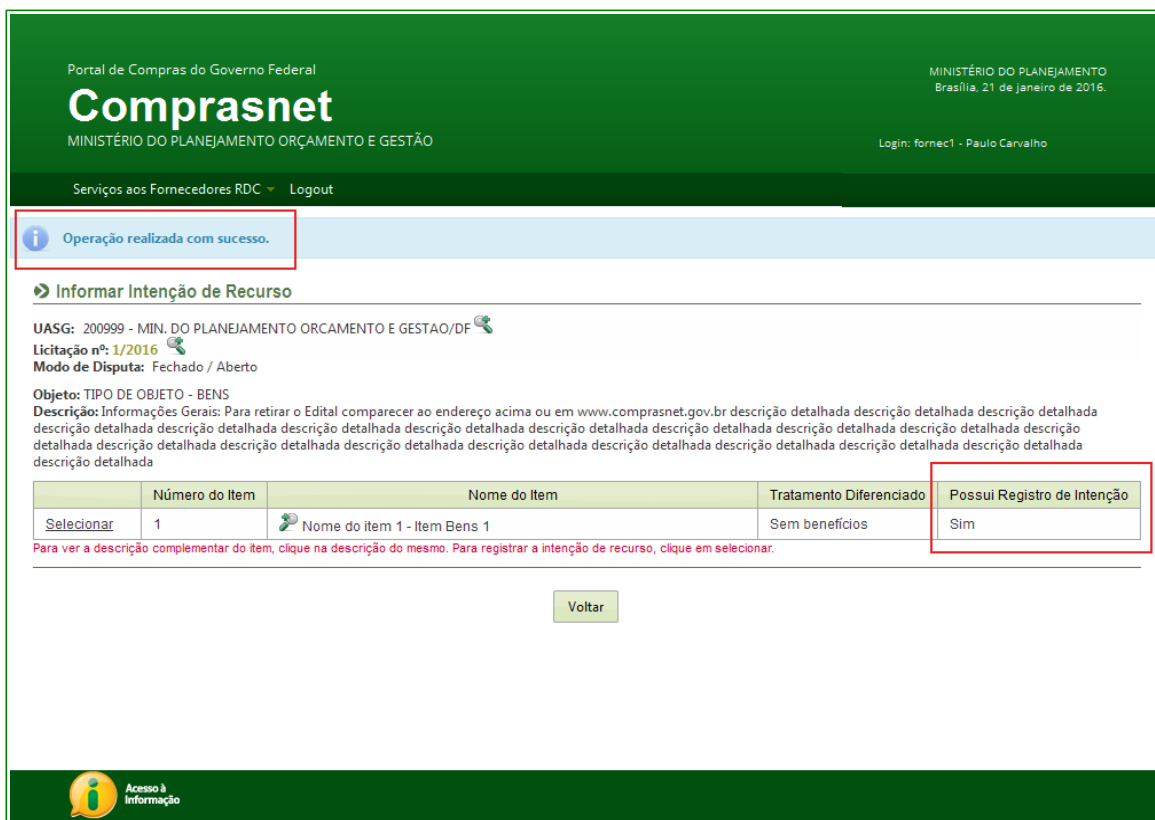 Portal de Compras do Governo Federal
MINISTÉRIO DO PLANEJAMENTO
Brasília, 21 de janeiro de 2016.
Comprasnet
MINISTÉRIO DO PLANEJAMENTO ORÇAMENTO E GESTÃO
Login: fornec1 - Paulo Carvalho
Serviços aos Fornecedores RDC Logout
Operação realizada com sucesso.
Informar Intenção de Recurso
UASG: 200999 - MIN. DO PLANEJAMENTO ORCAMENTO E GESTAO/DF
Licitação nº: 1/2016
Modo de Disputa: Fechado / Aberto
Objeto: TIPO DE OBJETO - BENS
Descrição: Informações Gerais: Para retirar o Edital comparecer ao endereço acima ou em www.comprasnet.gov.br descrição detalhada descrição detalhada descrição detalhada
descrição detalhada descrição detalhada descrição detalhada descrição detalhada descrição detalhada descrição detalhada descrição detalhada descrição detalhada descrição
detalhada descrição detalhada descrição detalhada descrição detalhada descrição detalhada descrição detalhada descrição detalhada descrição detalhada descrição detalhada
descrição detalhada
Número do Item Nome do Item Tratamento Diferenciado Possui Registro de Intenção
Selecionar 1 Nome do item 1 - Item Bens 1 Sem benefícios Sim
Para ver a descrição complementar do item, clique na descrição do mesmo. Para registrar a intenção de recurso, clique em selecionar.
Voltar
Acesso à
Informação